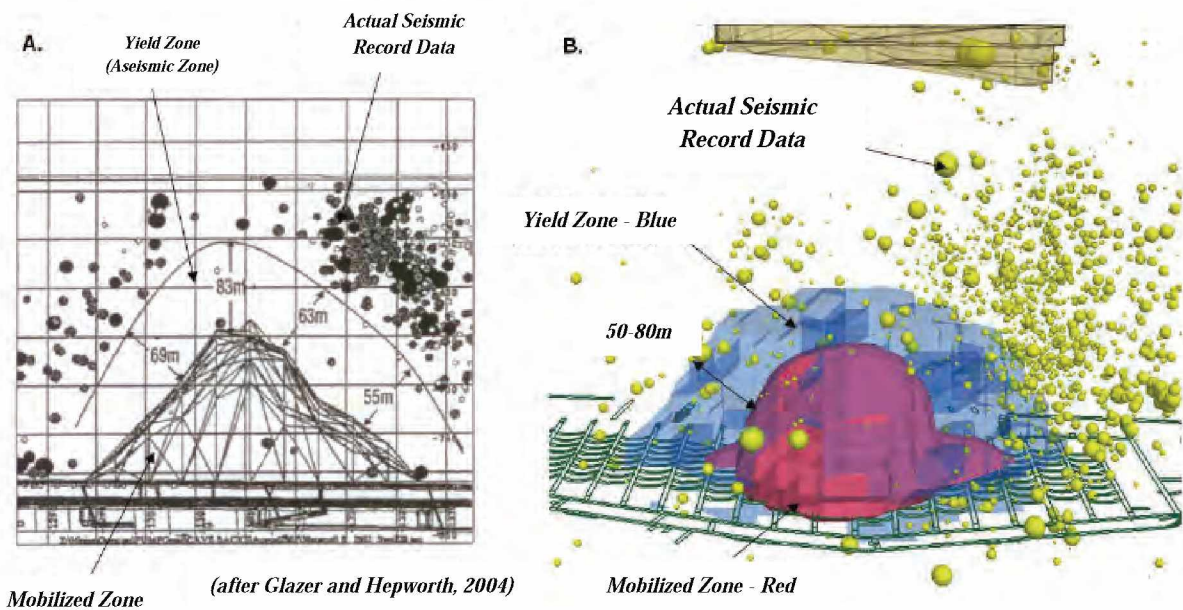 A.
Yield Zone
(Aseismic Zone)
Actual Seismic
Record Data
83m
63m
69m
55m
Mobilized Zone
(after Glazer and Hepworth, 2004)
B.
Actual Seismic
Record Data
Yield Zone - Blue
50-80m
Mobilized Zone - Red